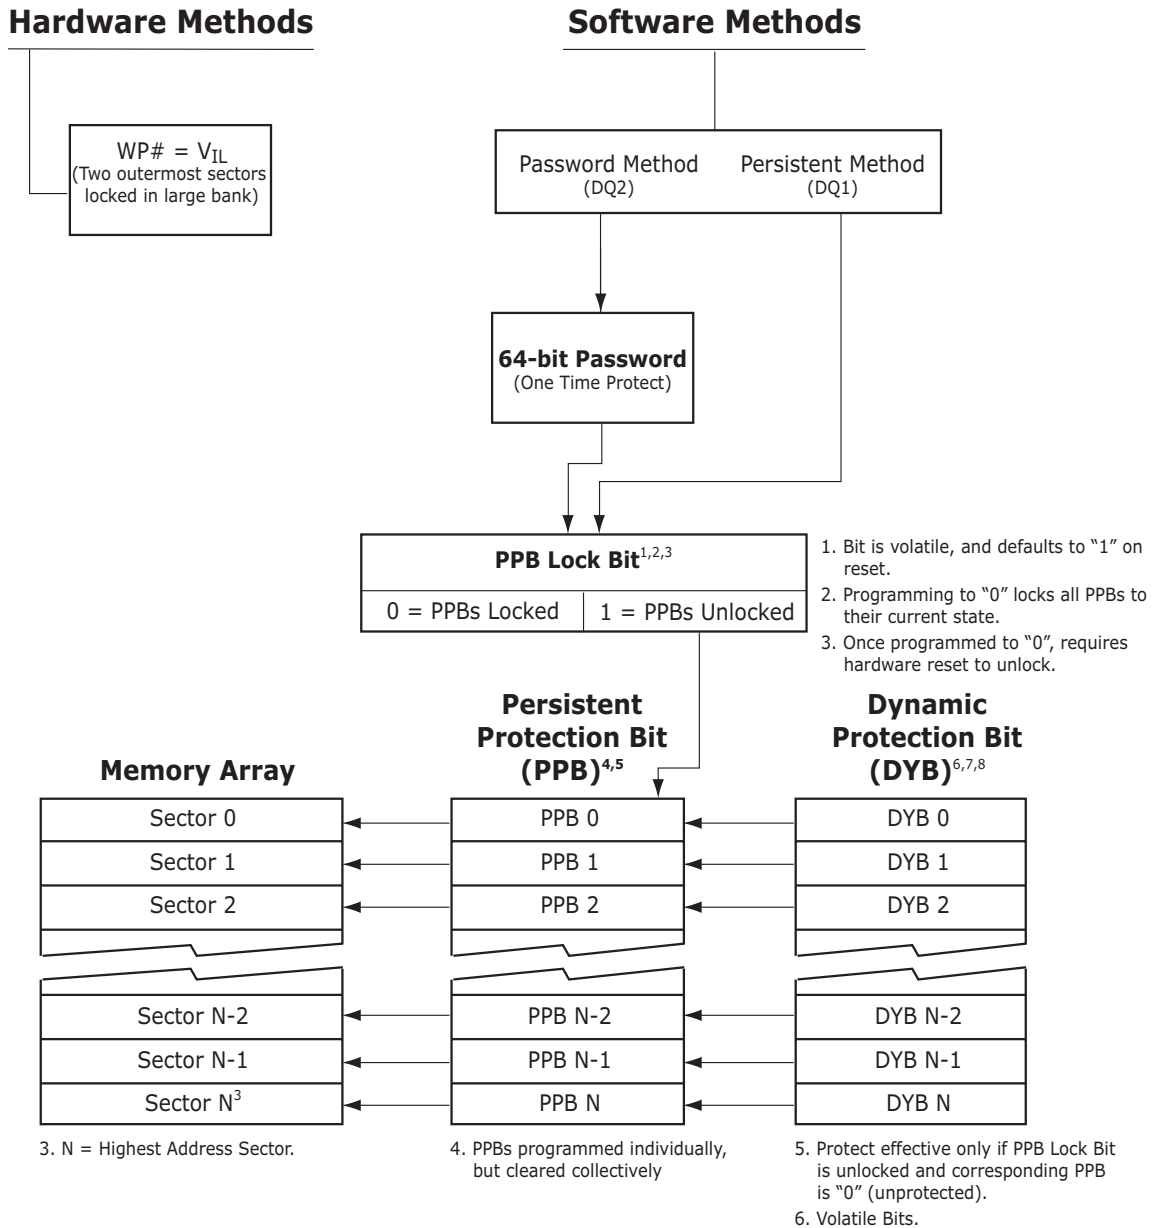 Hardware Methods
Software Methods
WP# = VIL
(Two outermost sectors
locked in large bank)
Password Method
(DQ2)
Persistent Method
(DQ1)
64-bit Password
(One Time Protect)
PPB Lock Bit1,2,3
0 = PPBs Locked
1 = PPBs Unlocked
1. Bit is volatile, and defaults to “1” on
reset.
2. Programming to “0” locks all PPBs to
their current state.
3. Once programmed to “0”, requires
hardware reset to unlock.
Memory Array
Persistent
Protection Bit
(PPB)4,5
Dynamic
Protection Bit
(DYB)6,7,8
Sector 0
PPB 0
DYB 0
Sector 1
PPB 1
DYB 1
Sector 2
PPB 2
DYB 2
Sector N-2
PPB N-2
DYB N-2
Sector N-1
PPB N-1
DYB N-1
Sector N3
PPB N
DYB N
3. N = Highest Address Sector.
4. PPBs programmed individually,
but cleared collectively
5. Protect effective only if PPB Lock Bit
is unlocked and corresponding PPB
is “0” (unprotected).
6. Volatile Bits.